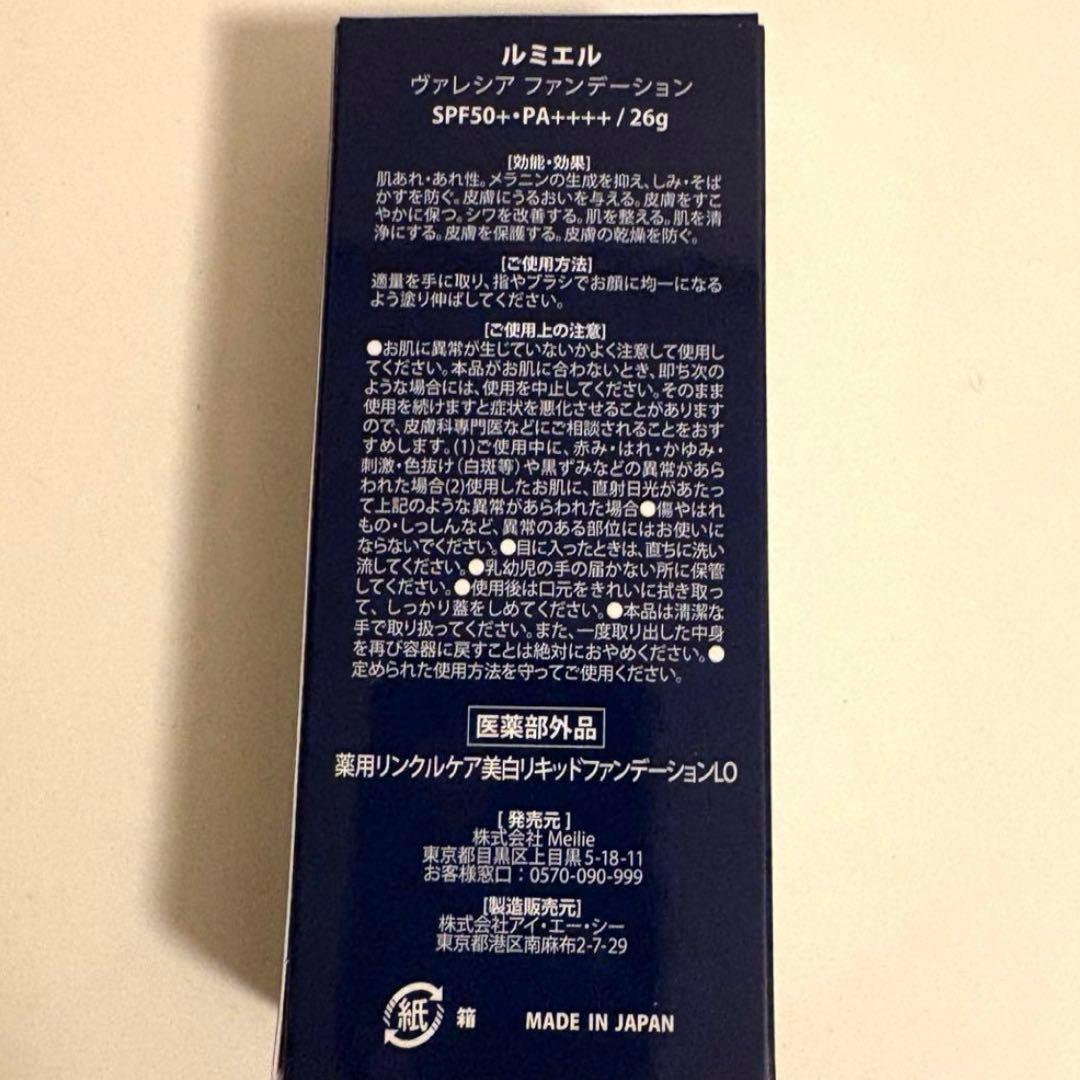 ルミエル
ヴァレシア ファンデーション
SPF50+・PA++++ / 26g
[効能・効果]
肌あれ・あれ性。メラニンの生成を抑え、しみ・そば
かすを防ぐ。皮膚にうるおいを与える。皮膚をすこ
やかに保つ。シワを改善する。肌を整える。肌を清
浄にする。皮膚を保護する。皮膚の乾燥を防ぐ。
[ご使用方法]
適量を手に取り、指やブラシでお顔に均一になる
よう塗り伸ばしてください。
[ご使用上の注意]
●お肌に異常が生じていないかよく注意して使用し
てください。本品がお肌に合わないとき、即ち次の
ような場合には、使用を中止してください。そのまま
使用を続けますと症状を悪化させることがあります
ので、皮膚科専門医などにご相談されることをおす
すめします。(1)ご使用中に、赤み・はれ・かゆみ・
刺激・色抜け(白斑等)や黒ずみなどの異常があら
われた場合(2)使用したお肌に、直射日光があたっ
て上記のような異常があらわれた場合●傷やはれ
もの・しっしんなど、異常のある部位にはお使いに
ならないでください。●目に入ったときは、直ちに洗い
流してください。●乳幼児の手の届かない所に保管
してください。●使用後は口元をきれいに拭き取っ
て、しっかり蓋をしめてください。●本品は清潔な
手で取り扱ってください。また、一度取り出した中身
を再び容器に戻すことは絶対におやめください。●
定められた使用方法を守ってご使用ください。
医薬部外品
薬用リンクルケア美白リキッドファンデーションLO
[ 発売元 ]
株式会社 Meilie
東京都目黒区上目黒5-18-11
お客様窓口：0570-090-999
[製造販売元]
株式会社アイ・エー・シー
東京都港区南麻布2-7-29
紙 箱 MADE IN JAPAN